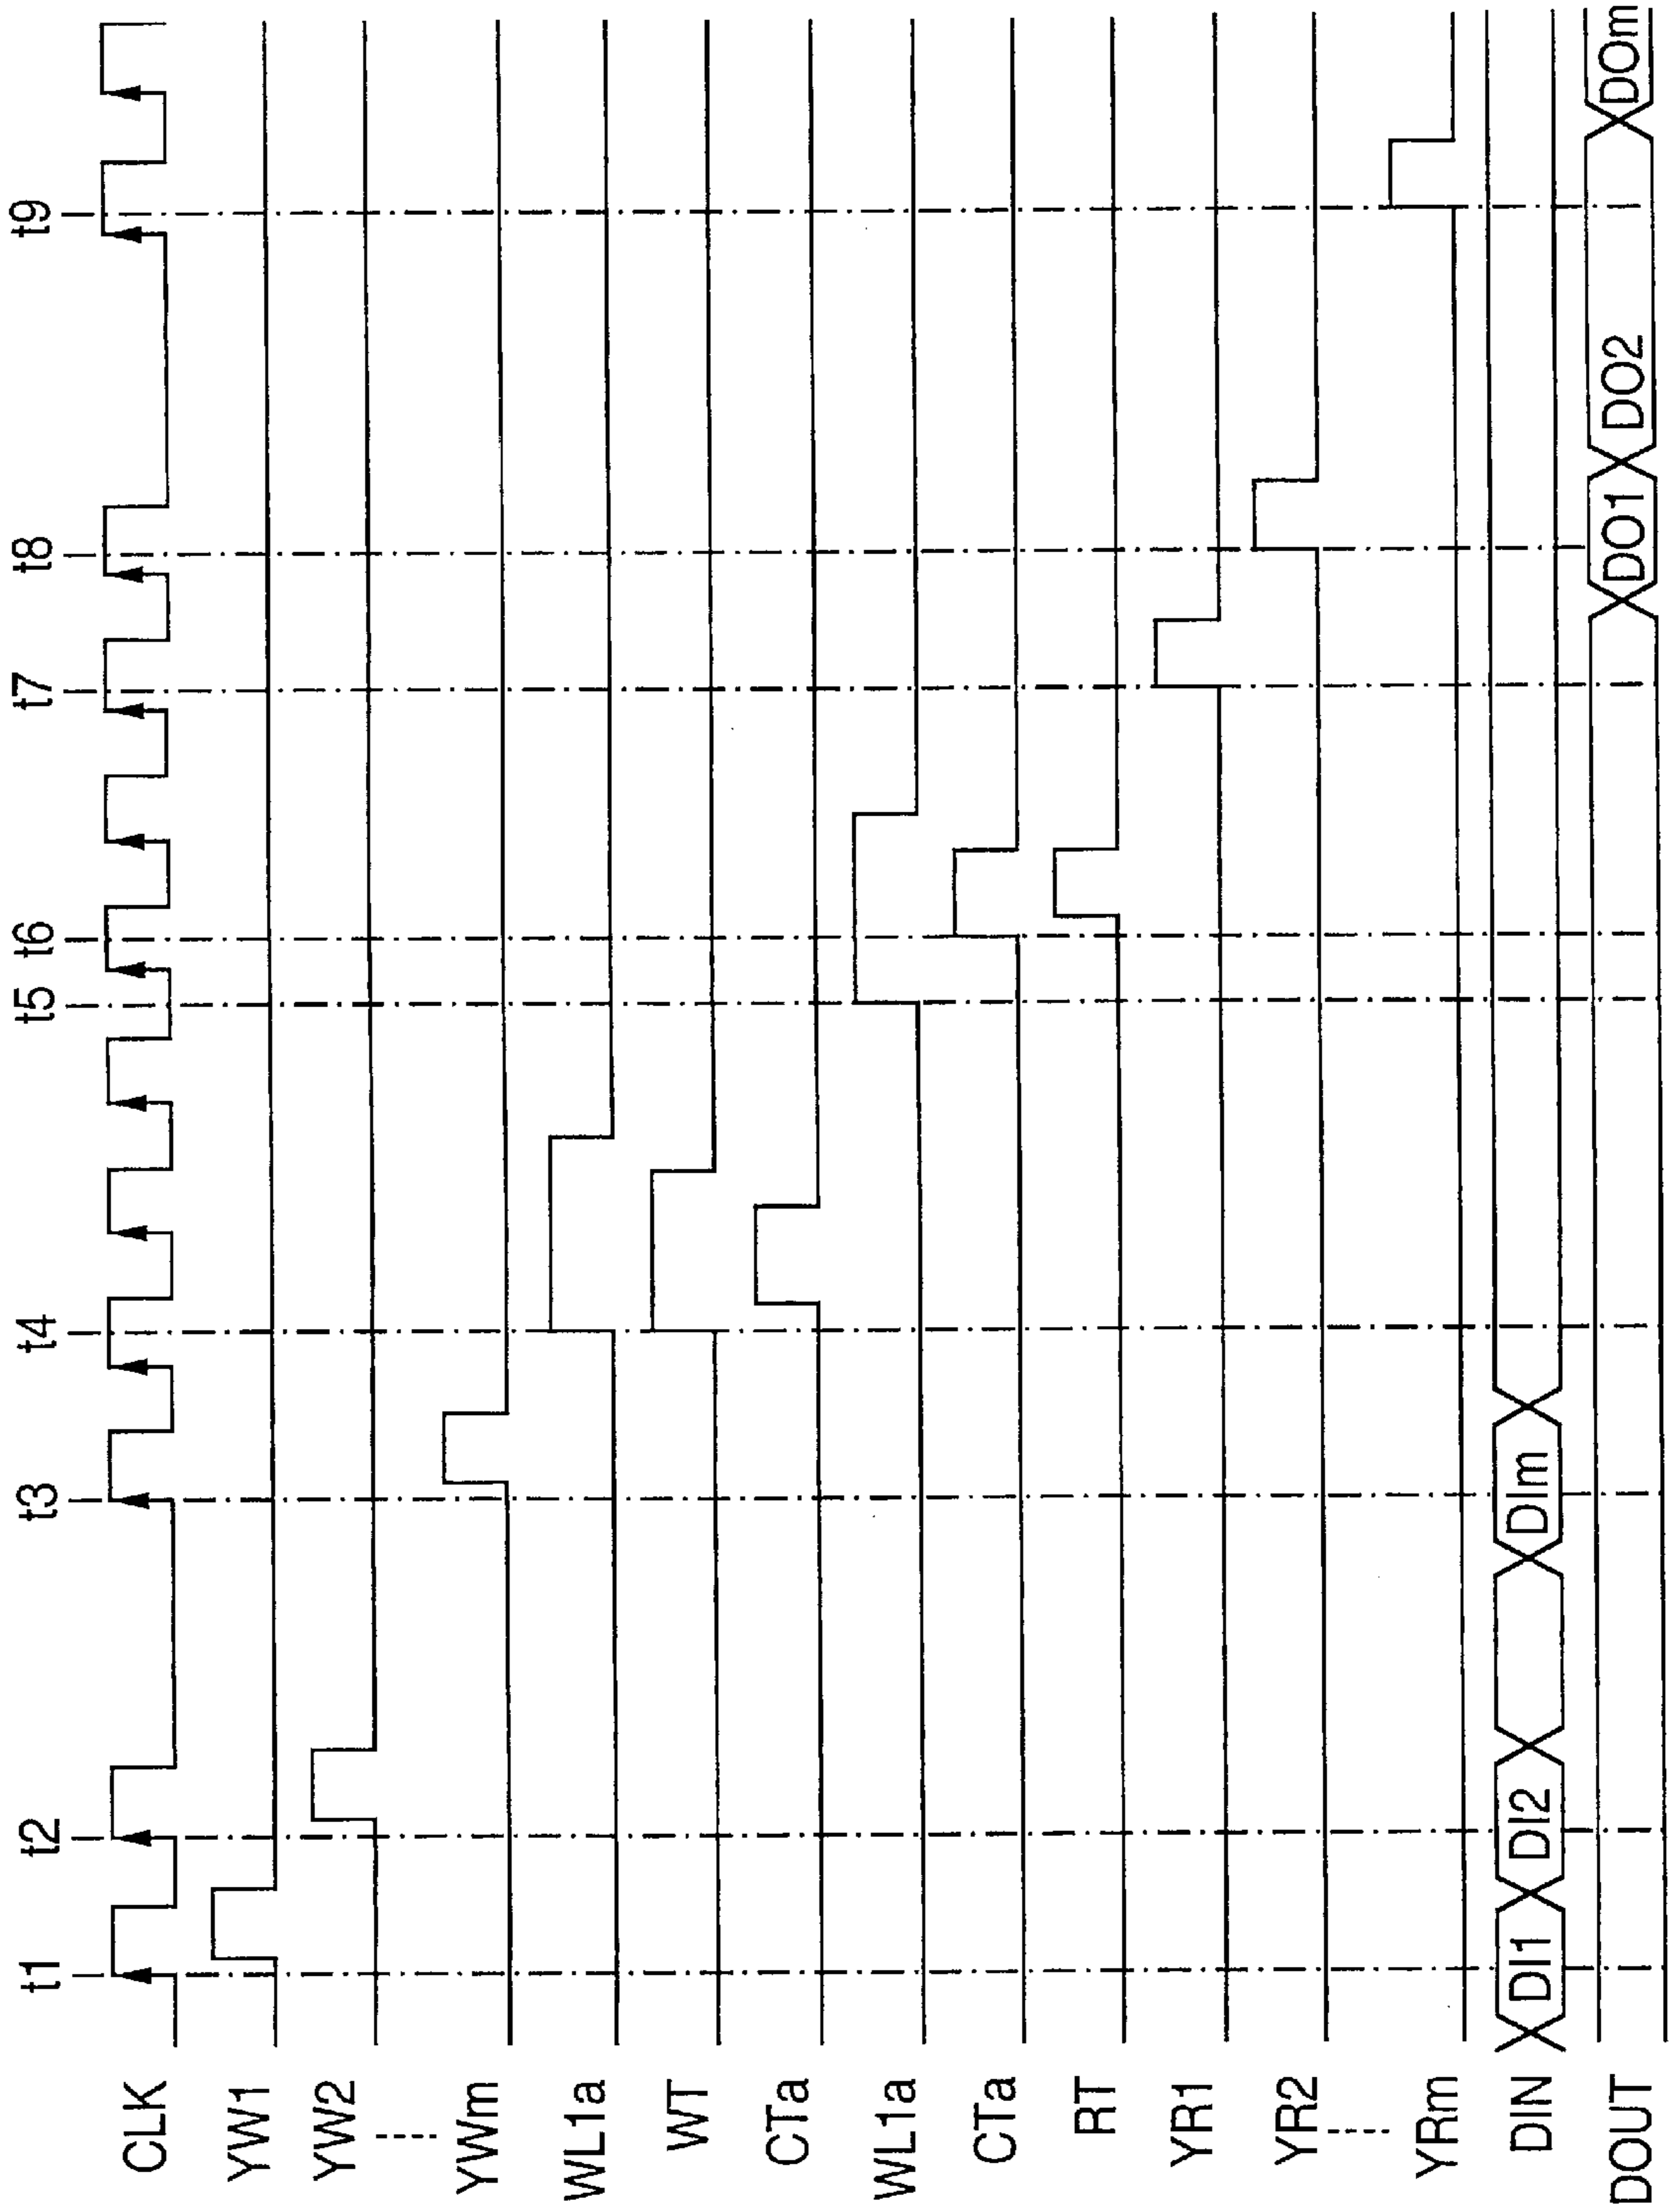 t1 t2 t3 t4 t5 t6 t7 t8 t9
CLK
YW1
YW2
YWm
WL1a
WT
CTa
WL1a
CTa
RT
YR1
YR2
YRm
DIN DI1 DI2 DIm
DOUT DO1 DO2 DOm